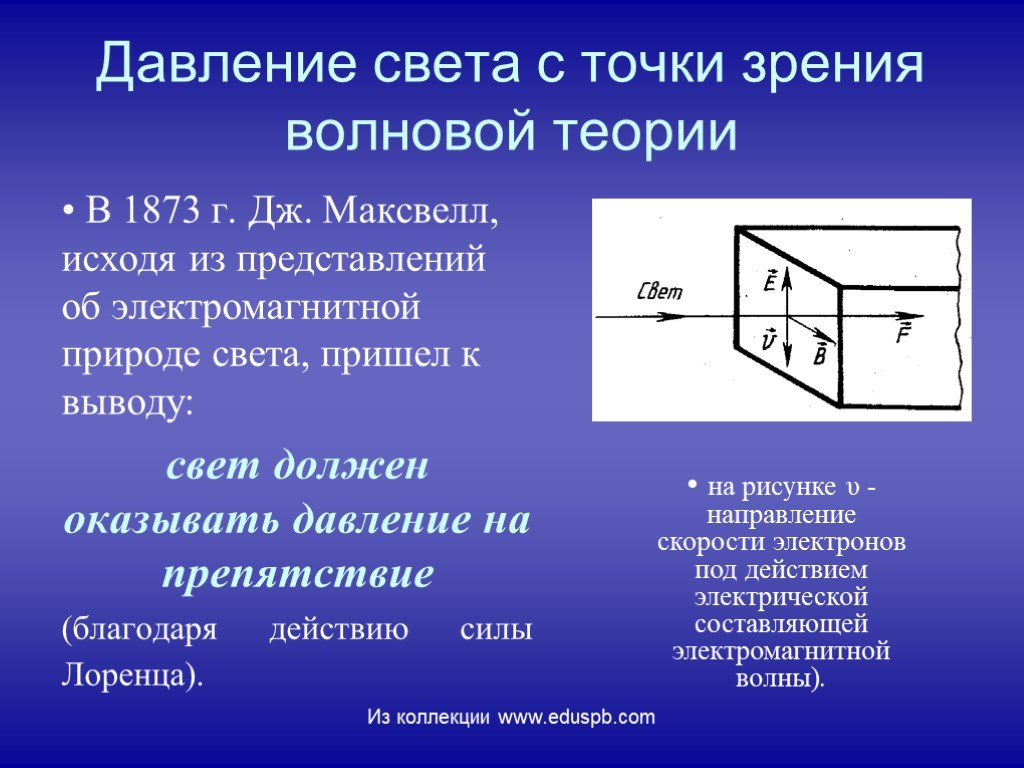 Давление света с точки зрения
волновой теории
• В 1873 г. Дж. Максвелл,
исходя из представлений
об электромагнитной
природе света, пришел к
выводу:
свет должен
оказывать давление на
препятствие
(благодаря действию силы
Лоренца).
Свет
E
υ
B
F
• на рисунке υ -
направление
скорости электронов
под действием
электрической
составляющей
электромагнитной
волны).
Из коллекции www.eduspb.com